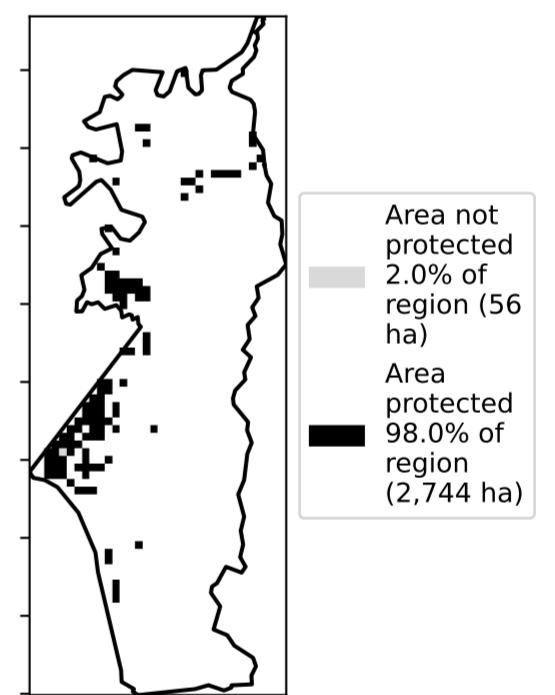 Area not
protected
2.0% of
region (56
ha)
Area
protected
98.0% of
region
(2,744 ha)